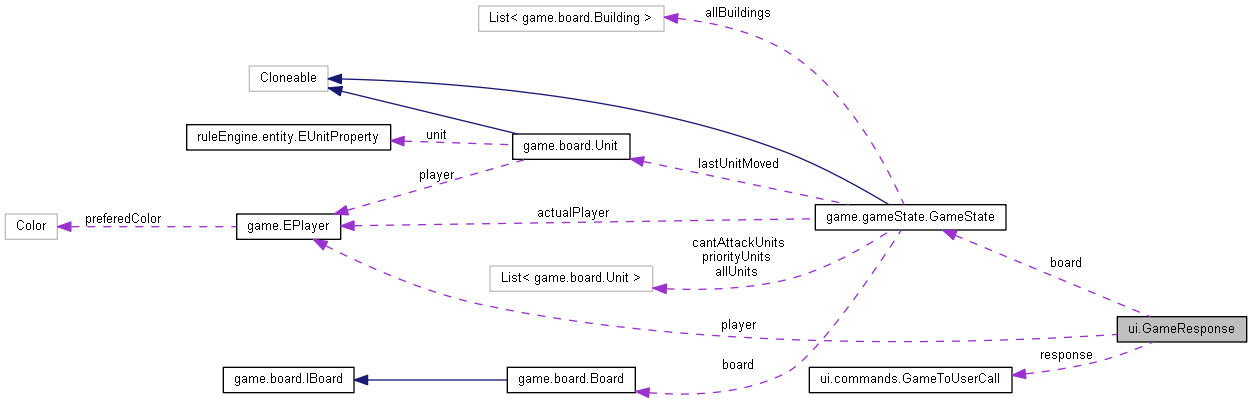 List< game.board.Building >
allBuildings
Cloneable
ruleEngine.entity.EUnitProperty
unit
game.board.Unit
lastUnitMoved
player
Color
preferedColor
game.EPlayer
actualPlayer
game.gameState.GameState
cantAttackUnits
priorityUnits
allUnits
List< game.board.Unit >
board
player
ui.GameResponse
response
board
game.board.IBoard
game.board.Board
ui.commands.GameToUserCall